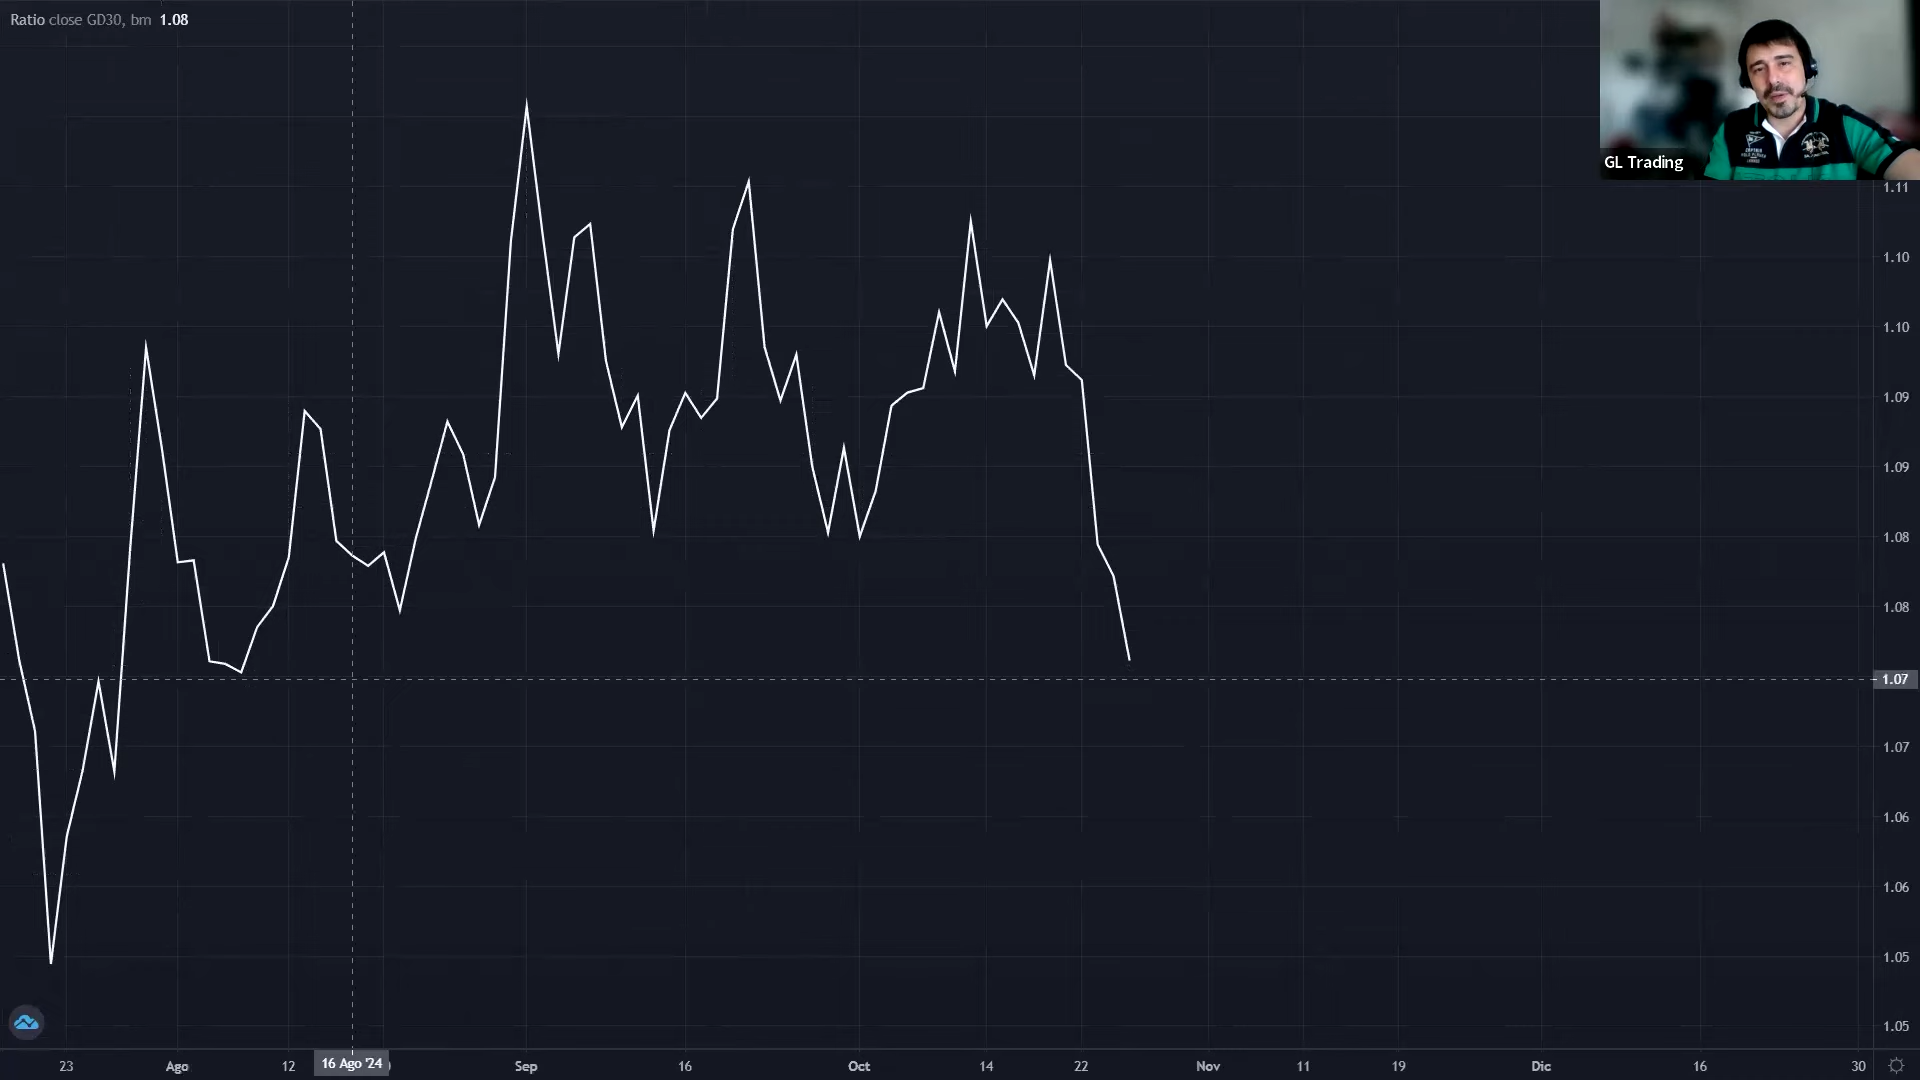 Ratio close GD30, bm 1.08
GL Trading
1.11
1.10
1.10
1.09
1.09
1.08
1.08
1.07
1.07
1.06
1.06
1.05
1.05
23
Ago
12
16 Ago '24
Sep
16
Oct
14
22
Nov
11
19
Dic
16
30